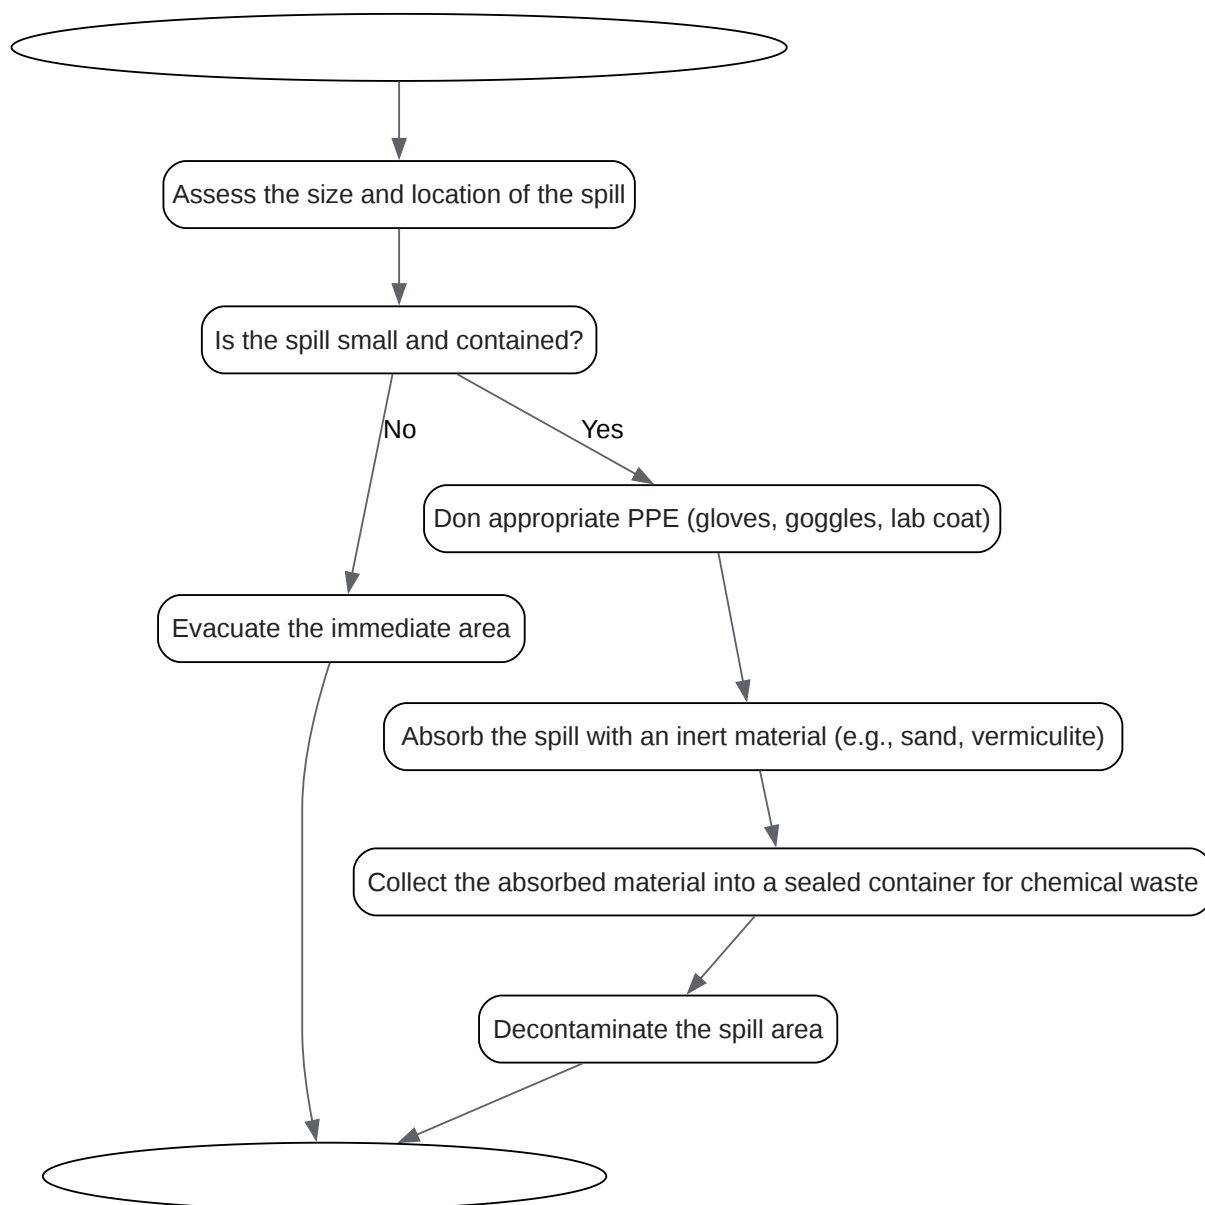 Assess the size and location of the spill
Is the spill small and contained?
No
Yes
Don appropriate PPE (gloves, goggles, lab coat)
Evacuate the immediate area
Absorb the spill with an inert material (e.g., sand, vermiculite)
Collect the absorbed material into a sealed container for chemical waste
Decontaminate the spill area